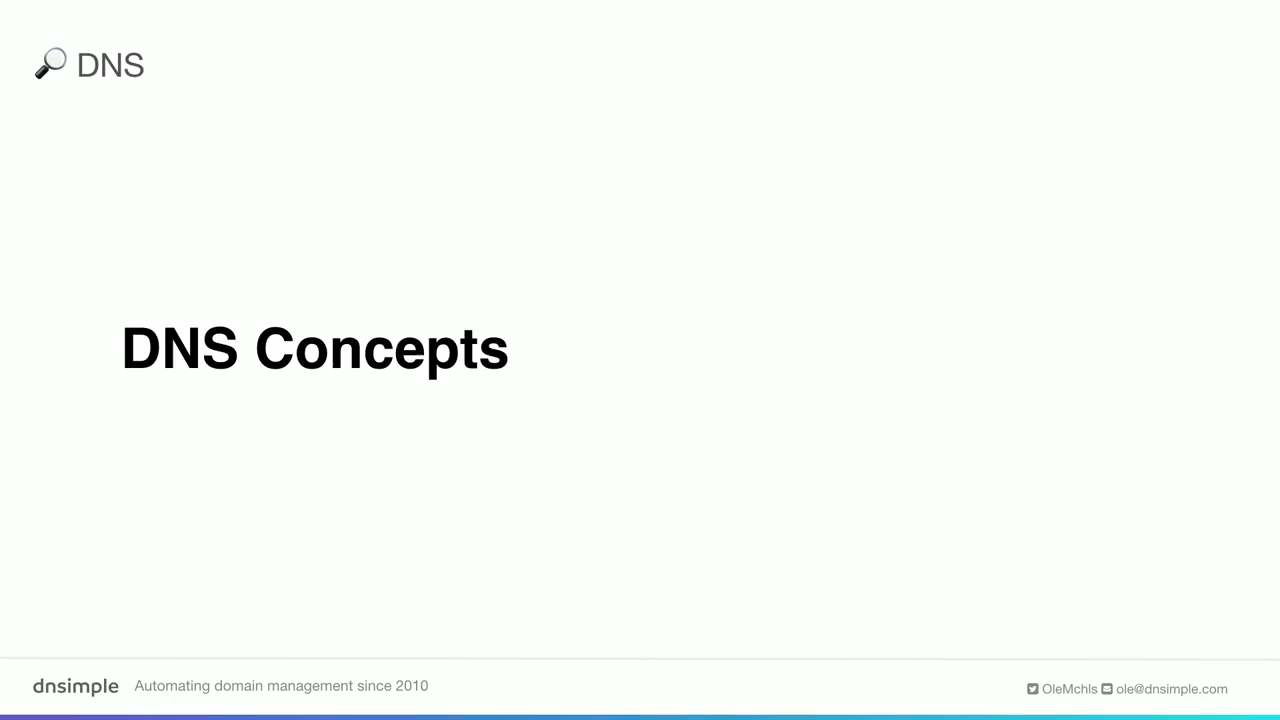 🔎 DNS
DNS Concepts
dnsimple Automating domain management since 2010
OleMchls ole@dnsimple.com